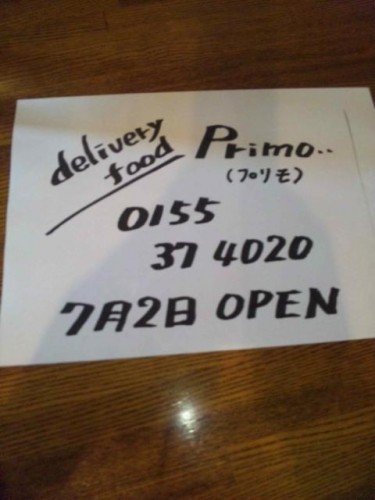 delivery
food
Primo..
(プリモ)
0155
37 4020
7月2日 OPEN